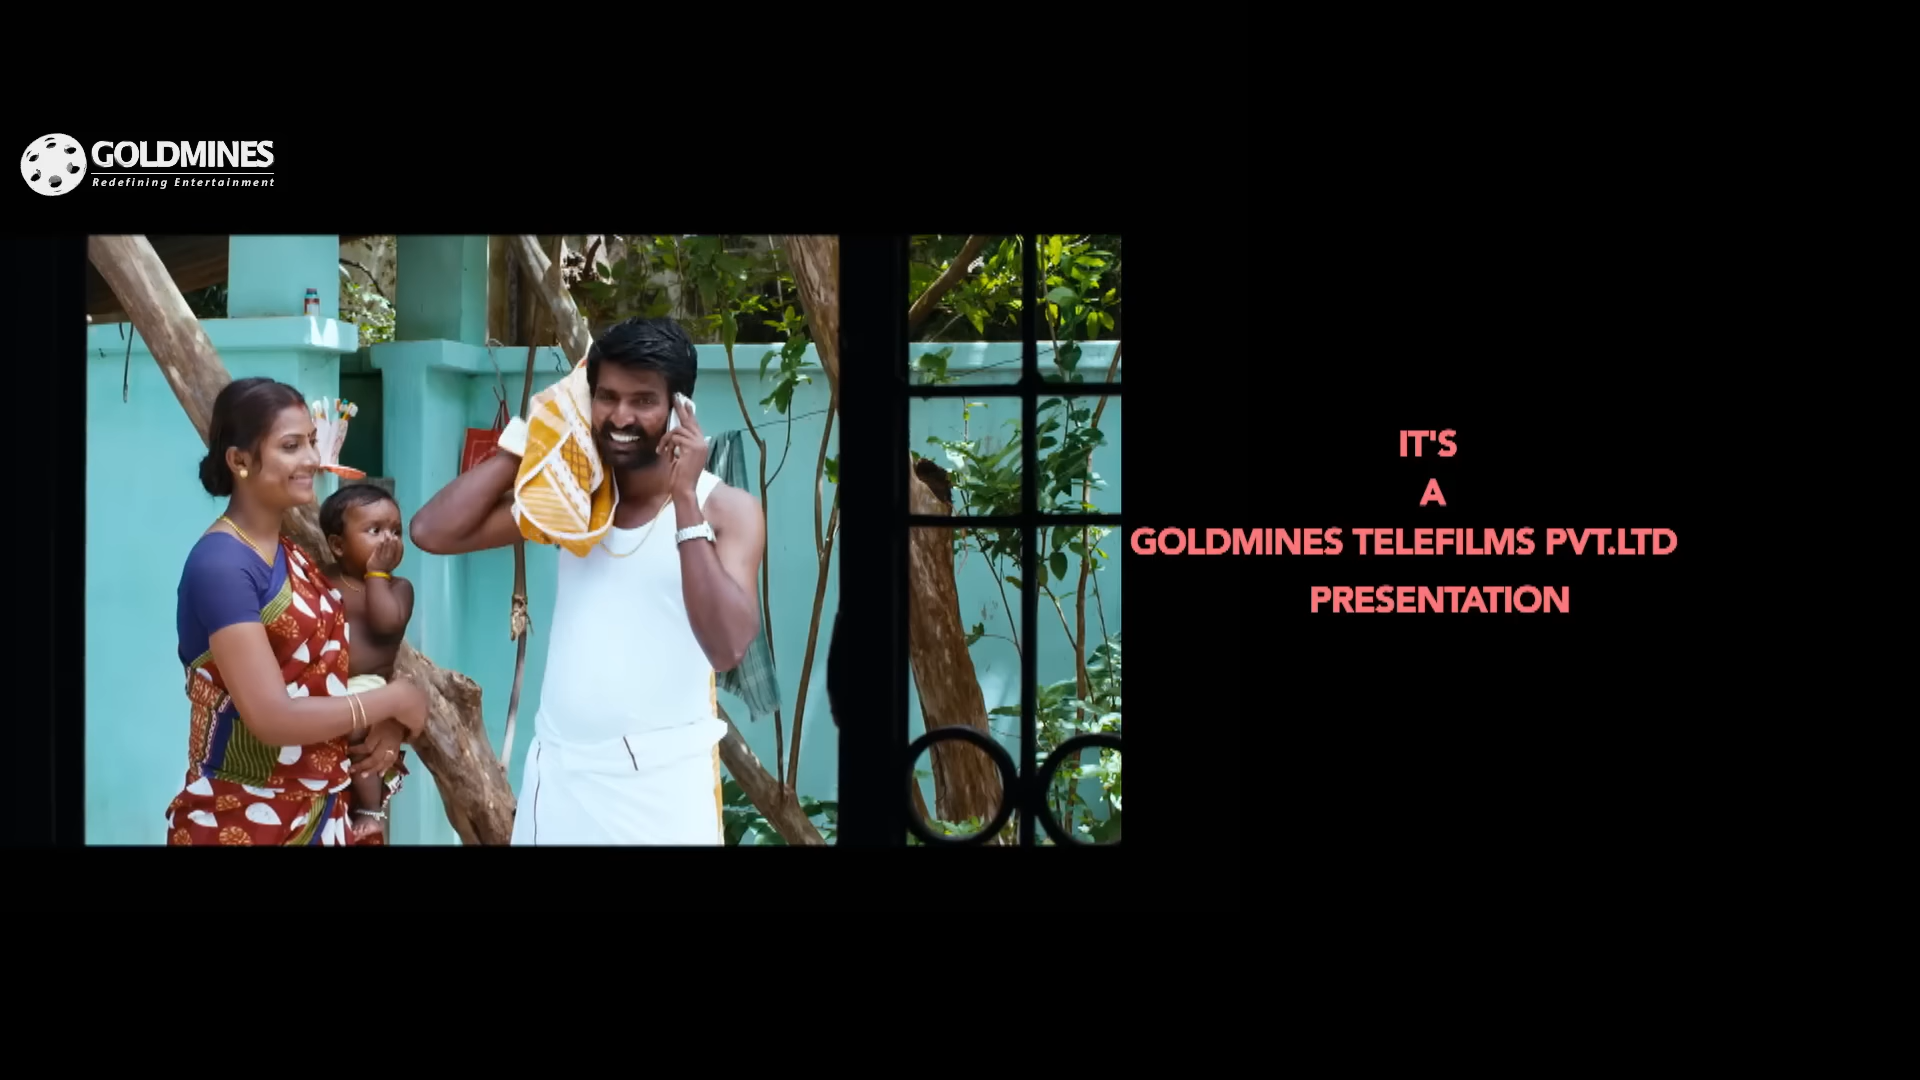 GOLDMINES
Redefining Entertainment
IT'S
A
GOLDMINES TELEFILMS PVT.LTD
PRESENTATION